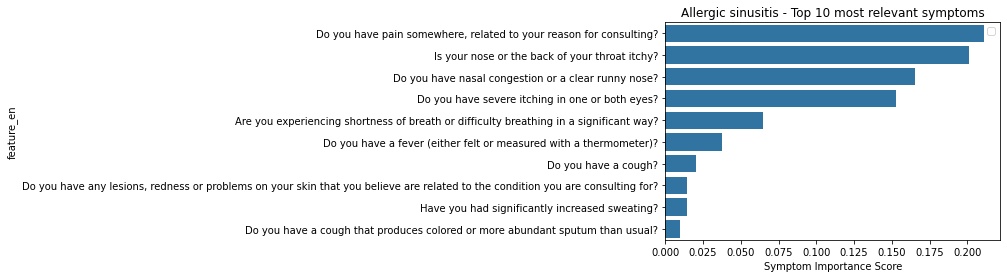 Allergic sinusitis - Top 10 most relevant symptoms
Do you have pain somewhere, related to your reason for consulting?
Is your nose or the back of your throat itchy?
Do you have nasal congestion or a clear runny nose?
Do you have severe itching in one or both eyes?
Are you experiencing shortness of breath or difficulty breathing in a significant way?
Do you have a fever (either felt or measured with a thermometer)?
Do you have a cough?
Do you have any lesions, redness or problems on your skin that you believe are related to the condition you are consulting for?
Have you had significantly increased sweating?
Do you have a cough that produces colored or more abundant sputum than usual?
feature_en
0.000 0.025 0.050 0.075 0.100 0.125 0.150 0.175 0.200
Symptom Importance Score